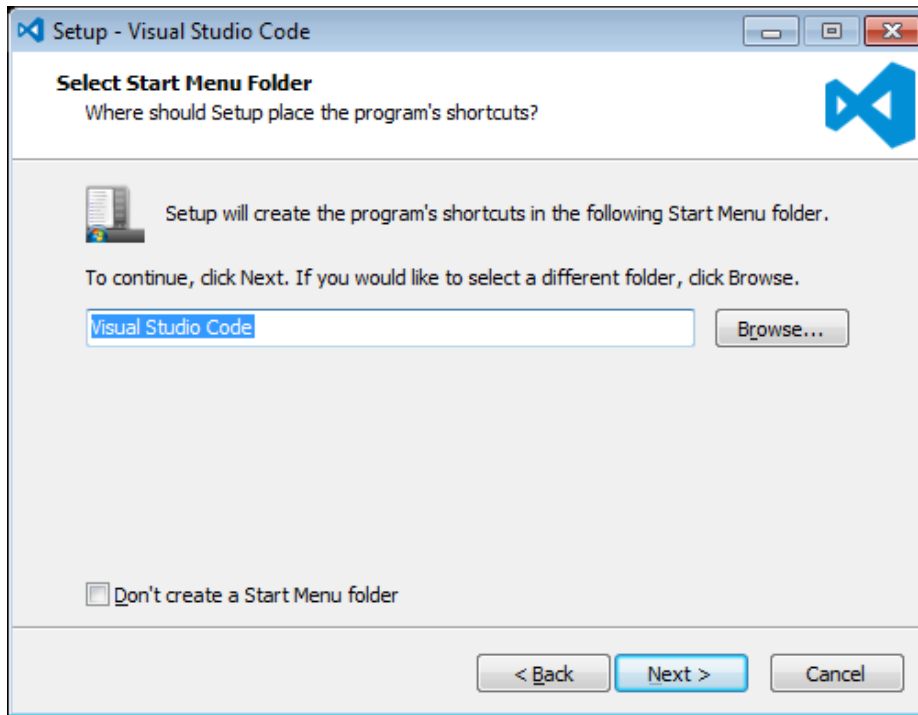 Setup - Visual Studio Code
Select Start Menu Folder
Where should Setup place the program's shortcuts?
Setup will create the program's shortcuts in the following Start Menu folder.
To continue, click Next. If you would like to select a different folder, click Browse.
Visual Studio Code
Browse...
Don't create a Start Menu folder
< Back
Next >
Cancel